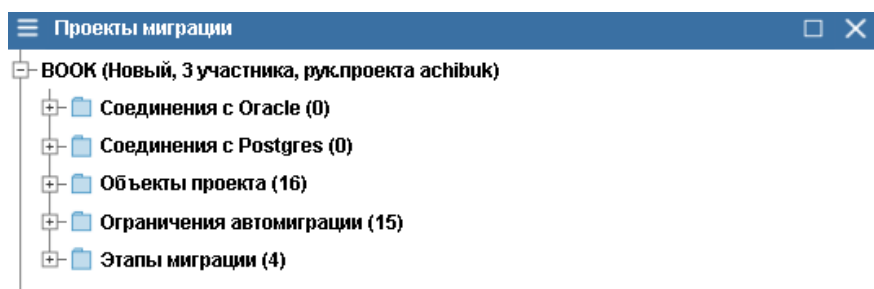 Проекты миграции
BOOK (Новый, 3 участника, рук.проекта achibuk)
Соединения с Oracle (0)
Соединения с Postgres (0)
Объекты проекта (16)
Ограничения автомиграции (15)
Этапы миграции (4)